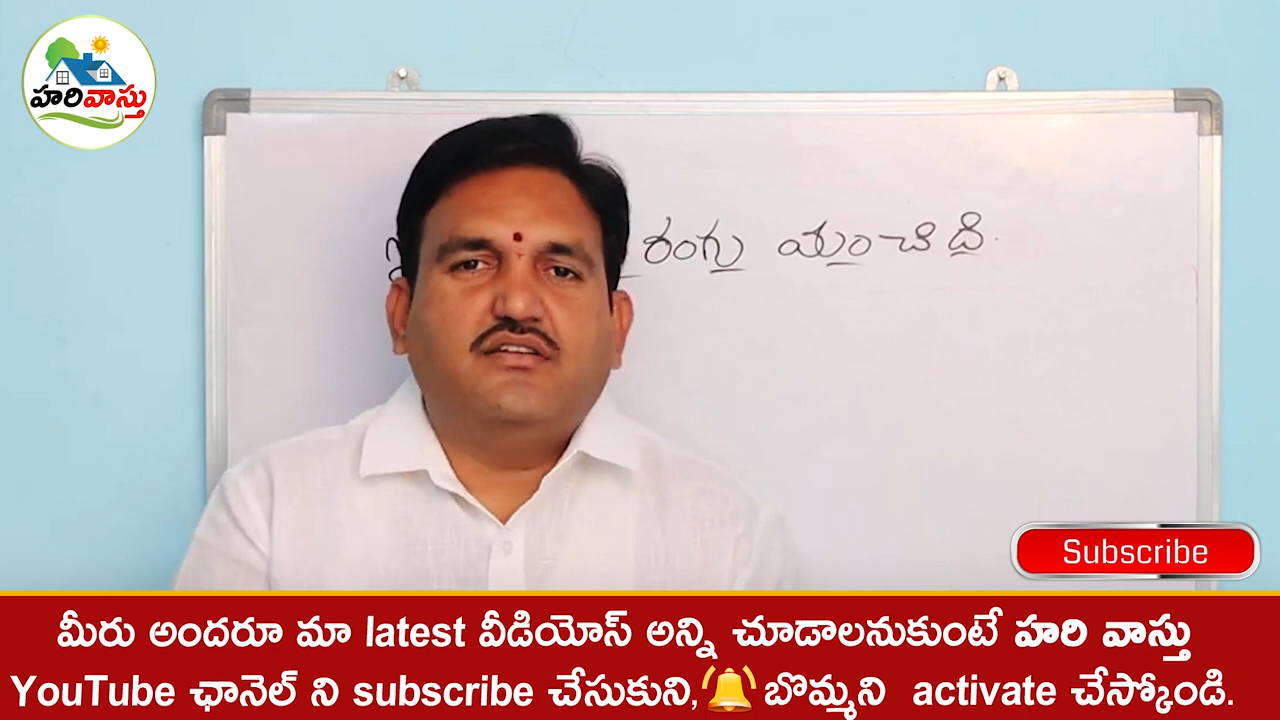 హరివాస్తు
రంగు మంచిది.
Subscribe
మీరు అందరూ మా latest వీడియోస్ అన్ని చూడాలనుకుంటే హరి వాస్తు
YouTube ఛానెల్ ని subscribe చేసుకుని, బొమ్మని activate చేస్కోండి.